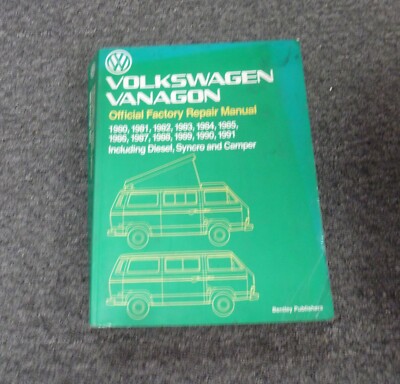 VOLKSWAGEN
VANAGON
Official Factory Repair Manual
1980, 1981, 1982, 1983, 1984, 1985,
1986, 1987, 1988, 1989, 1990, 1991
Including Diesel, Syncro and Camper
Bentley Publishers